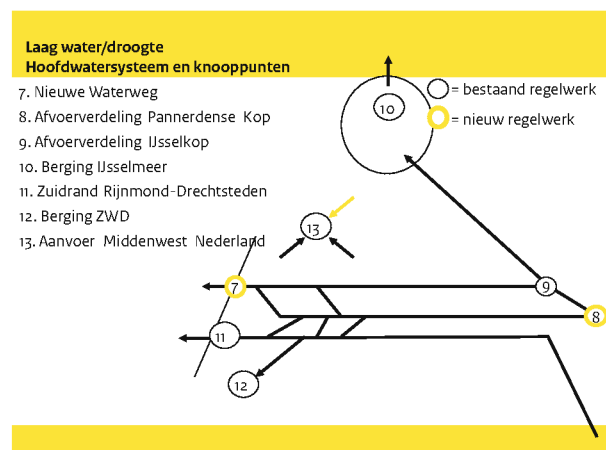 Laag water/droogte
Hoofdwatersysteem en knooppunten
7. Nieuwe Waterweg
8. Afvoerverdeling Pannerdense Kop
9. Afvoerverdeling IJsselkop
10. Berging IJsselmeer
11. Zuidrand Rijnmond-Drechtsteden
12. Berging ZWD
13. Aanvoer Middenwest Nederland
= bestaand regelwerk
= nieuw regelwerk
10
13
7
9
8
11
12